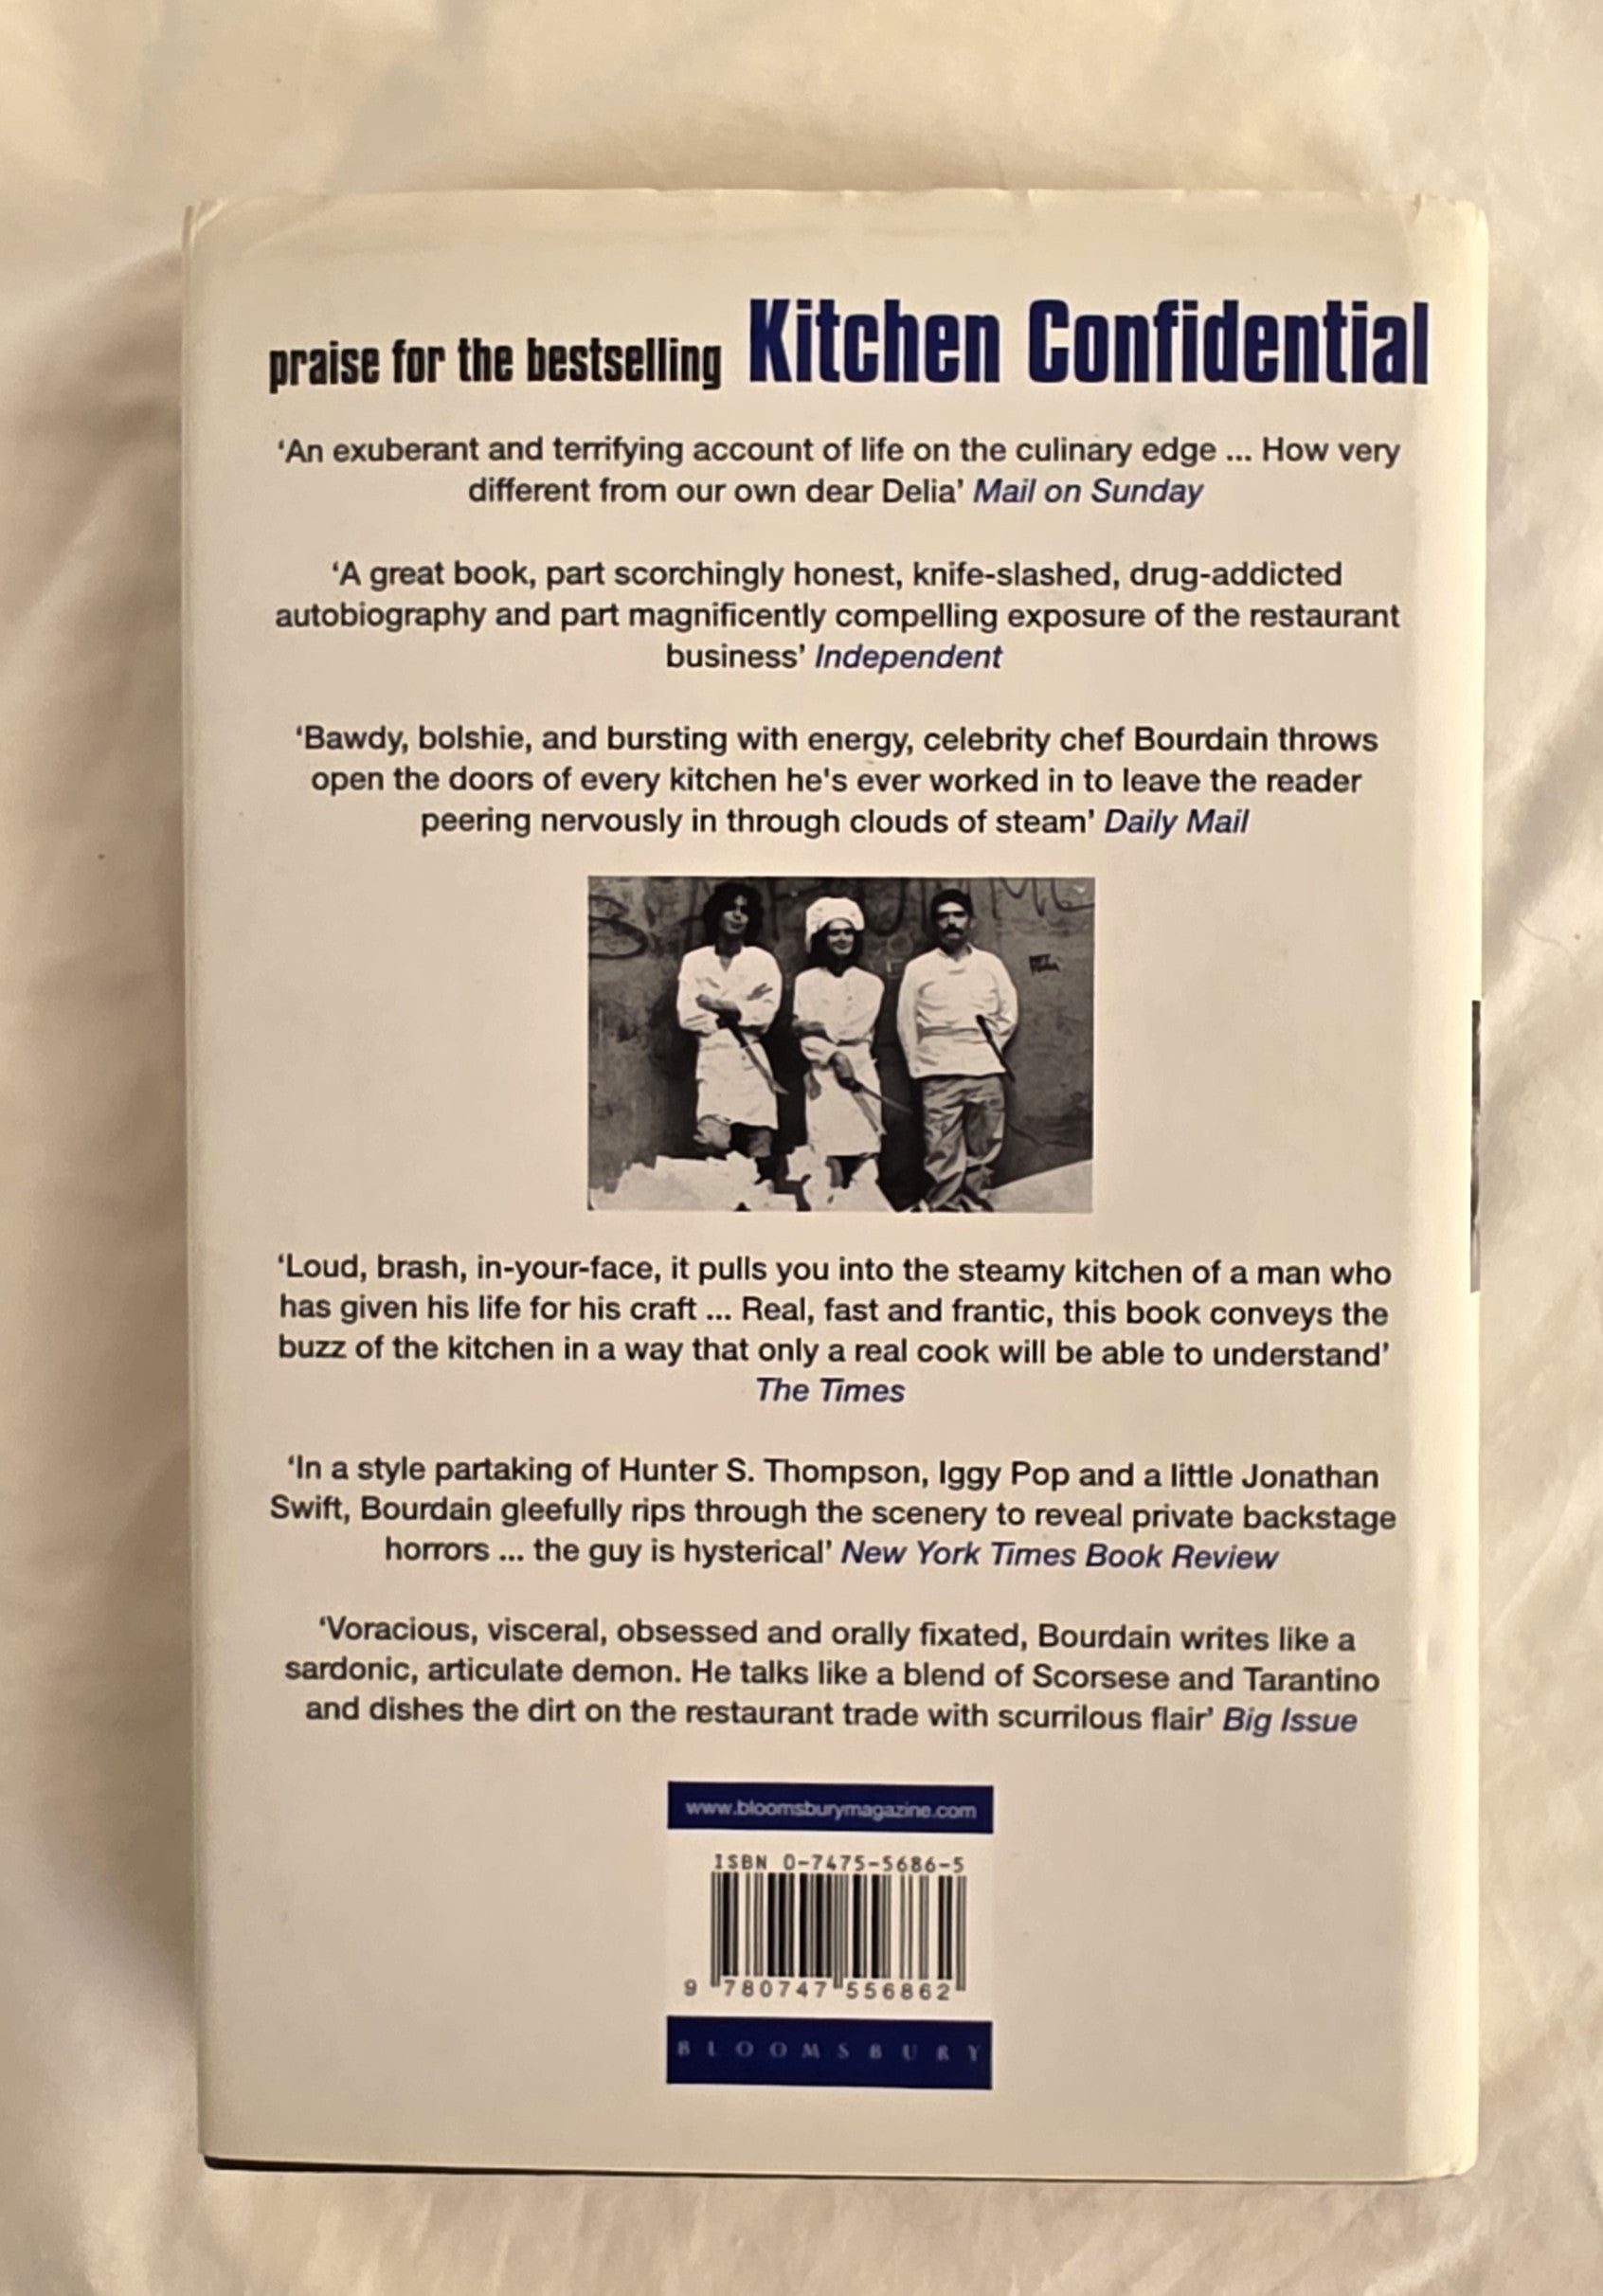 praise for the bestselling Kitchen Confidential
‘An exuberant and terrifying account of life on the culinary edge ... How very
different from our own dear Delia’ Mail on Sunday
‘A great book, part scorchingly honest, knife-slashed, drug-addicted
autobiography and part magnificently compelling exposure of the restaurant
business’ Independent
‘Bawdy, bolshie, and bursting with energy, celebrity chef Bourdain throws
open the doors of every kitchen he's ever worked in to leave the reader
peering nervously in through clouds of steam’ Daily Mail
‘Loud, brash, in-your-face, it pulls you into the steamy kitchen of a man who
has given his life for his craft ... Real, fast and frantic, this book conveys the
buzz of the kitchen in a way that only a real cook will be able to understand’
The Times
‘In a style partaking of Hunter S. Thompson, Iggy Pop and a little Jonathan
Swift, Bourdain gleefully rips through the scenery to reveal private backstage
horrors ... the guy is hysterical’ New York Times Book Review
‘Voracious, visceral, obsessed and orally fixated, Bourdain writes like a
sardonic, articulate demon. He talks like a blend of Scorsese and Tarantino
and dishes the dirt on the restaurant trade with scurrilous flair’ Big Issue
www.bloomsburymagazine.com
ISBN 0-7475-5686-5
9 780747 556862
BLOOMSBURY